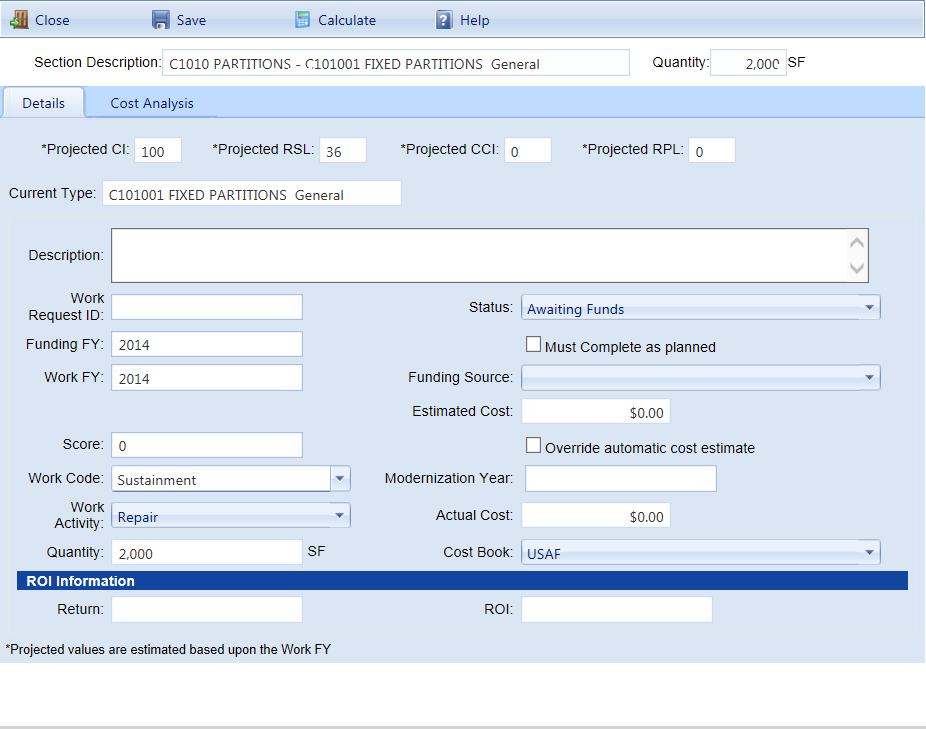 Close Save Calculate Help
Section Description: C1010 PARTITIONS - C101001 FIXED PARTITIONS General Quantity: 2,000 SF
Details Cost Analysis
*Projected CI: 100 *Projected RSL: 36 *Projected CCI: 0 *Projected RPL: 0
Current Type: C101001 FIXED PARTITIONS General
Description:
Work
Request ID: Status: Awaiting Funds
Funding FY: 2014 Must Complete as planned
Work FY: 2014 Funding Source:
Estimated Cost: $0.00
Score: 0 Override automatic cost estimate
Work Code: Sustainment Modernization Year:
Work
Activity: Repair Actual Cost: $0.00
Quantity: 2,000 SF Cost Book: USAF
ROI Information
Return: ROI:
*Projected values are estimated based upon the Work FY